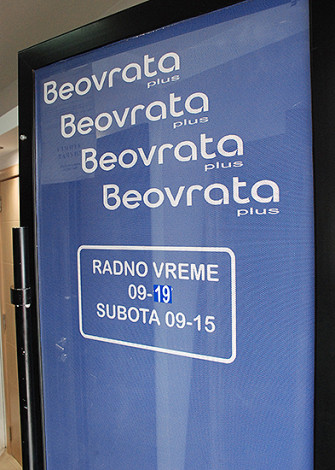 Beovrata
plus
Beovrata
plus
Beovrata
plus
Beovrata
plus
RADNO VREME
09-19
SUBOTA 09-15